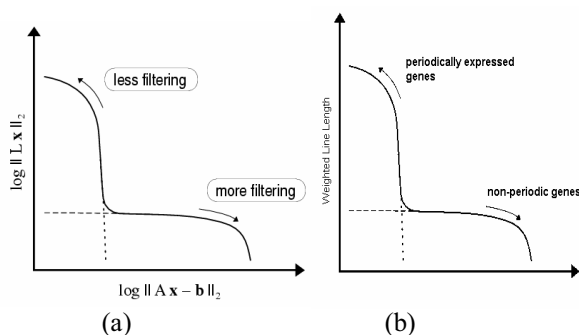 less filtering
more filtering
log || L x ||₂
log || A x – b ||₂
(a)
periodically expressed
genes
non-periodic genes
Weighted Line Length
(b)